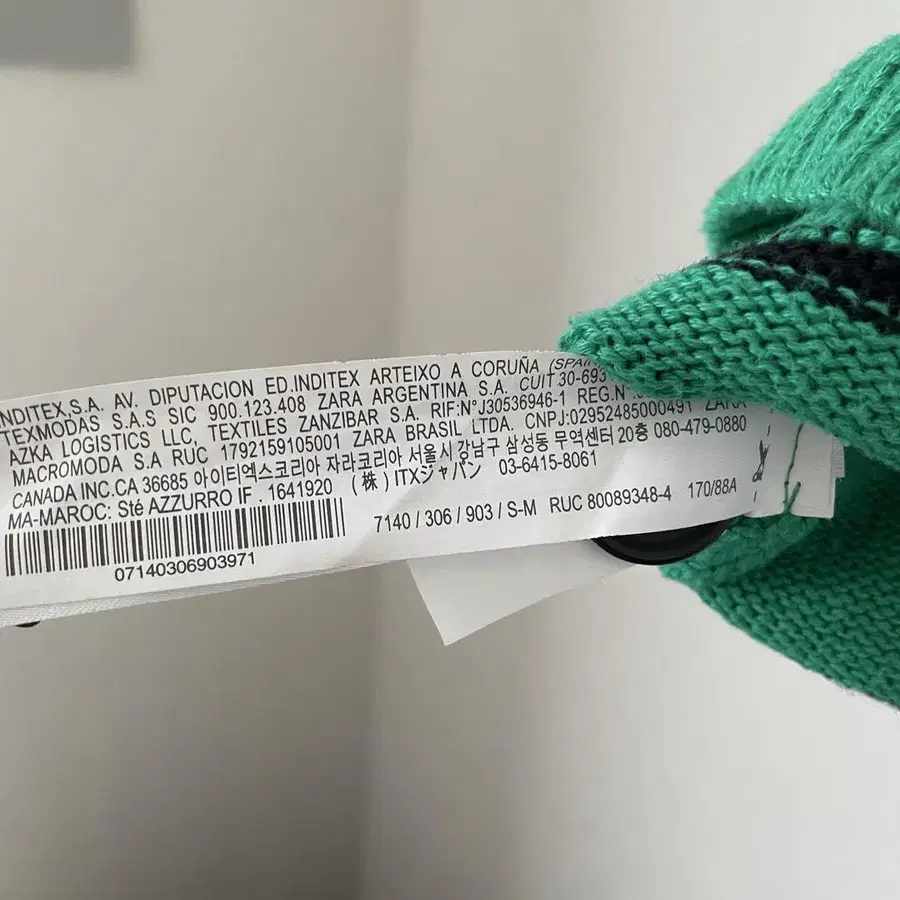 INDITEX,S.A. AV. DIPUTACION ED.INDITEX ARTEIXO A CORUÑA (SPAIN
TEXMODAS S.A.S SIC 900.123.408 ZARA ARGENTINA S.A. CUIT 30-693
AZKA LOGISTICS LLC, TEXTILES ZANZIBAR S.A. RIF:N°J30536946-1 REG.N°
MACROMODA S.A RUC 1792159105001 ZARA BRASIL LTDA. CNPJ:02952485000491 ZARA
CANADA INC.CA 36685 아이티엑스코리아 자라코리아 서울시 강남구 삼성동 무역센터 20층 080-479-0880
MA-MAROC: Sté AZZURRO IF . 1641920 (株) ITXジャパン 03-6415-8061
7140 / 306 / 903 / S-M RUC 80089348-4 170/88A
07140306903971